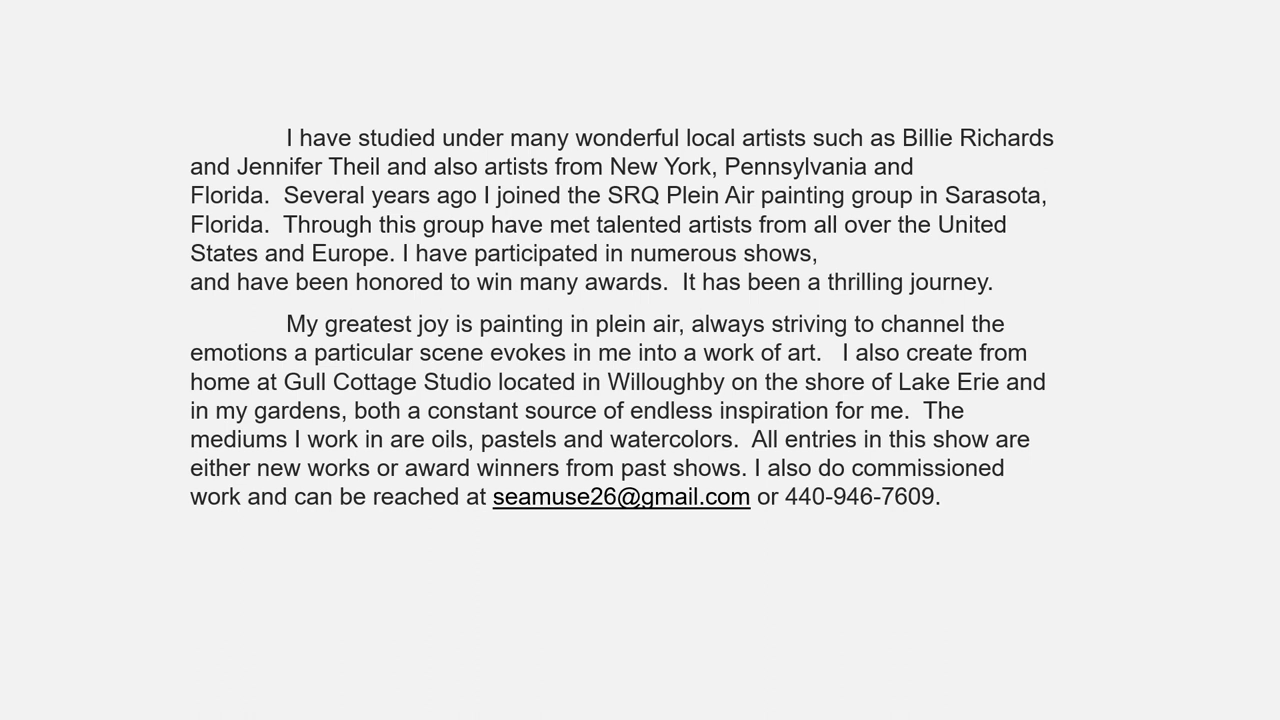 I have studied under many wonderful local artists such as Billie Richards
and Jennifer Theil and also artists from New York, Pennsylvania and
Florida.  Several years ago I joined the SRQ Plein Air painting group in Sarasota,
Florida.  Through this group have met talented artists from all over the United
States and Europe. I have participated in numerous shows,
and have been honored to win many awards.  It has been a thrilling journey.
My greatest joy is painting in plein air, always striving to channel the
emotions a particular scene evokes in me into a work of art.   I also create from
home at Gull Cottage Studio located in Willoughby on the shore of Lake Erie and
in my gardens, both a constant source of endless inspiration for me.  The
mediums I work in are oils, pastels and watercolors.  All entries in this show are
either new works or award winners from past shows. I also do commissioned
work and can be reached at seamuse26@gmail.com or 440-946-7609.